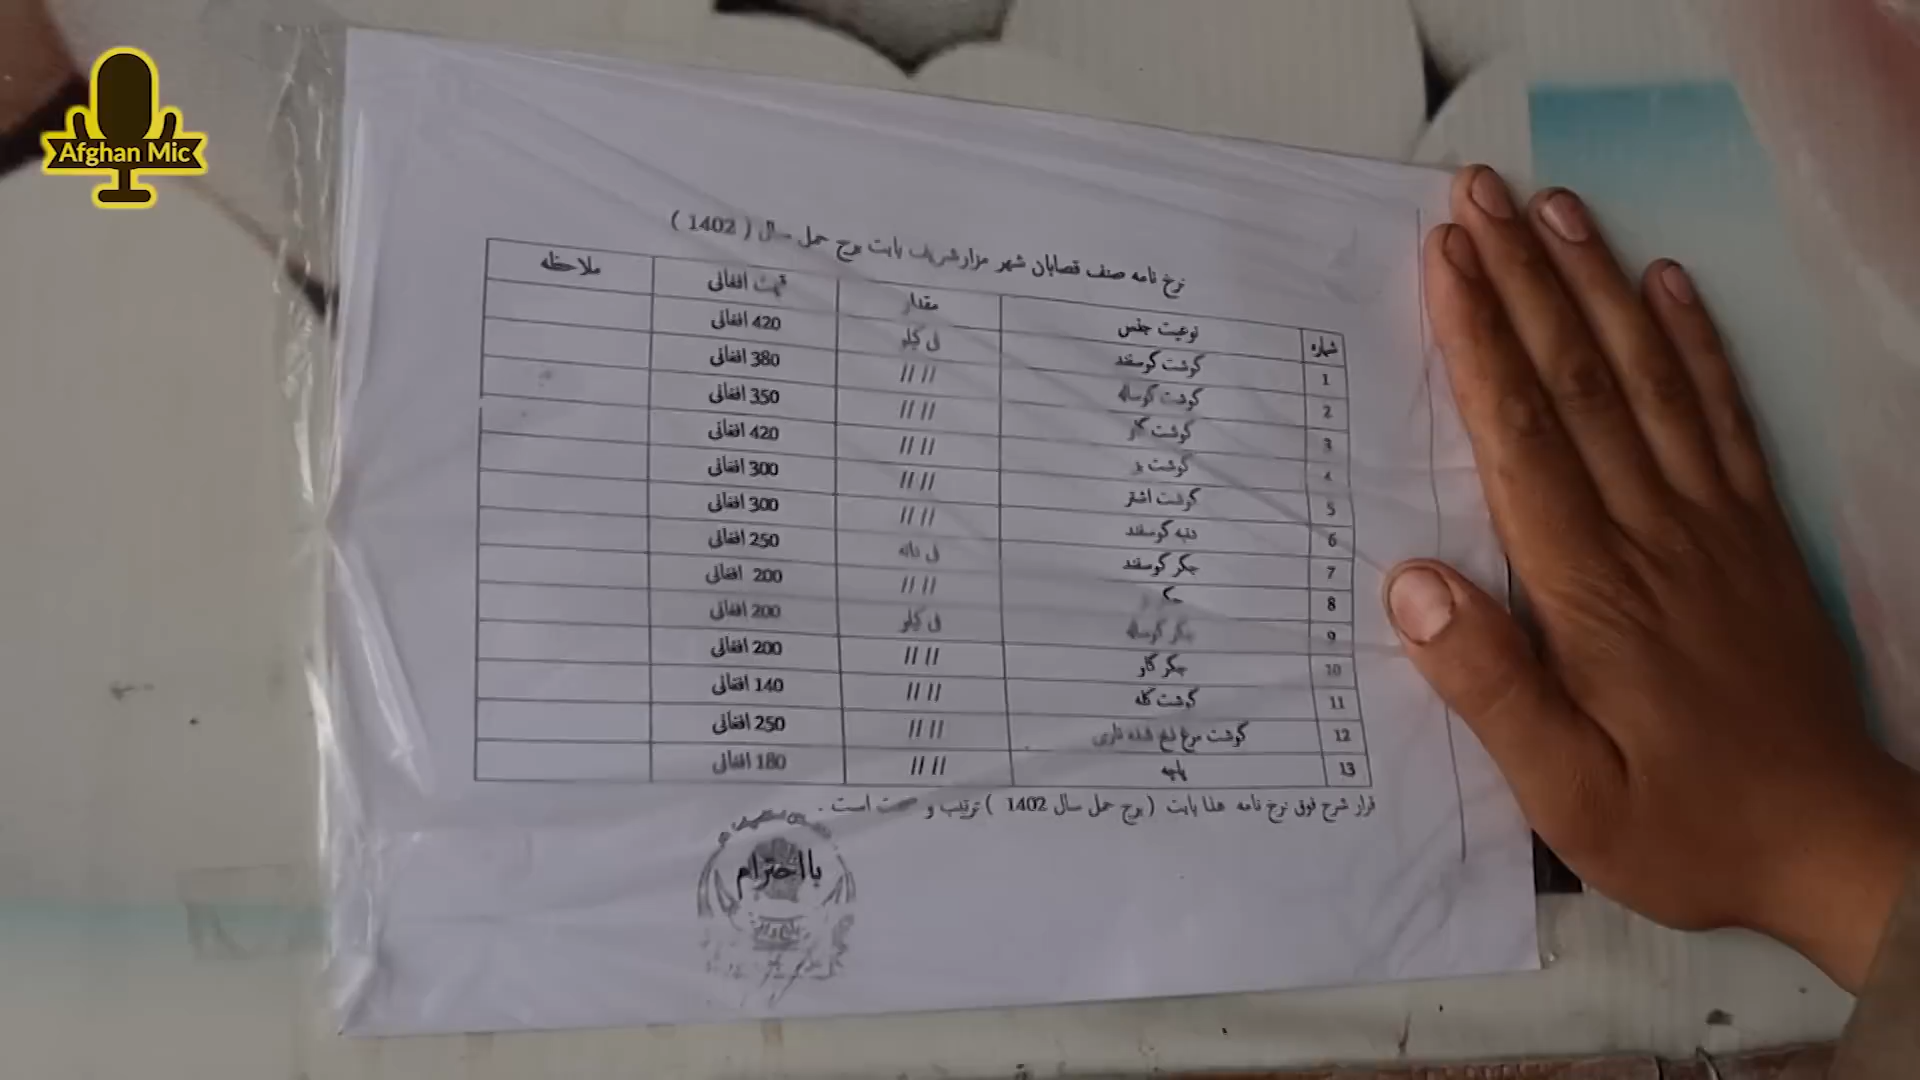 Afghan Mic
نرخ نامه صنف قصابان شهر مزارشریف بابت برج حمل سال ( 1402 )
شماره نوعیت جنس مقدار قیمت افغانی ملاحظه
1 گوشت گوسفند فی کیلو 420 افغانی
2 گوشت گوساله // // 380 افغانی
3 گوشت گاو // // 350 افغانی
4 گوشت بز // // 420 افغانی
5 گوشت اشتر // // 300 افغانی
6 دنبه گوسفند // // 300 افغانی
7 جگر گوسفند فی دانه 250 افغانی
8 // // 200 افغانی
9 جگر گوساله فی کیلو 200 افغانی
10 جگر گاو // // 200 افغانی
11 گوشت کله // // 140 افغانی
12 گوشت مرغ ذبح شده // // 250 افغانی
13 پاچه // // 180 افغانی
قرار شرح فوق نرخ نامه هذا بابت ( برج حمل سال 1402 ) ترتیب و صحت است .
با احترام